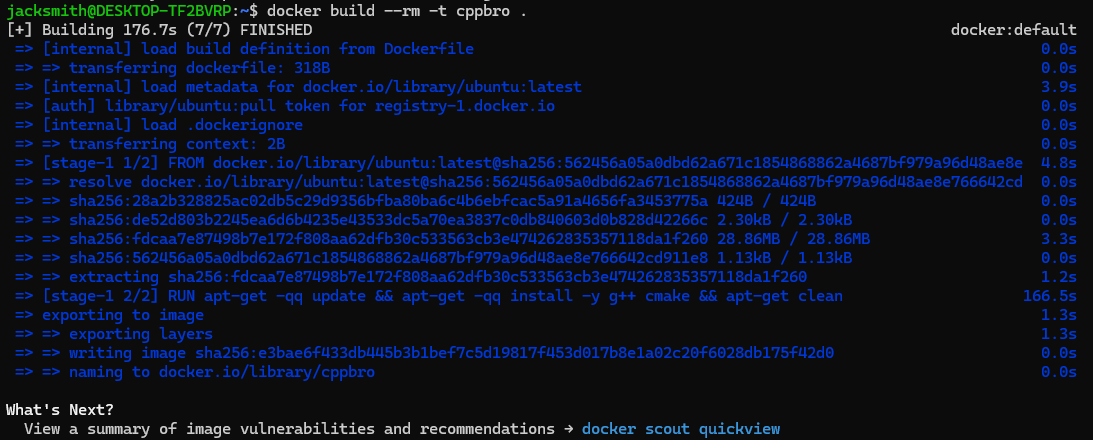 jacksmith@DESKTOP-TF2BVRP:~$ docker build --rm -t cppbro .
[+] Building 176.7s (7/7) FINISHED docker:default
=> [internal] load build definition from Dockerfile 0.0s
=> => transferring dockerfile: 318B 0.0s
=> [internal] load metadata for docker.io/library/ubuntu:latest 3.9s
=> [auth] library/ubuntu:pull token for registry-1.docker.io 0.0s
=> [internal] load .dockerignore 0.0s
=> => transferring context: 2B 0.0s
=> [stage-1 1/2] FROM docker.io/library/ubuntu:latest@sha256:562456a05a0dbd62a671c1854868862a4687bf979a96d48ae8e 4.8s
=> => resolve docker.io/library/ubuntu:latest@sha256:562456a05a0dbd62a671c1854868862a4687bf979a96d48ae8e766642cd 0.0s
=> => sha256:28a2b328825ac02db5c29d9356bfba80ba6c4b6ebfcac5a91a4656fa3453775a 424B / 424B 0.0s
=> => sha256:de52d803b2245ea6d6b4235e43533dc5a70ea3837c0db840603d0b828d42266c 2.30kB / 2.30kB 0.0s
=> => sha256:fdcaa7e87498b7e172f808aa62dfb30c533563cb3e474262835357118da1f260 28.86MB / 28.86MB 3.3s
=> => sha256:562456a05a0dbd62a671c1854868862a4687bf979a96d48ae8e766642cd911e8 1.13kB / 1.13kB 0.0s
=> => extracting sha256:fdcaa7e87498b7e172f808aa62dfb30c533563cb3e474262835357118da1f260 1.2s
=> [stage-1 2/2] RUN apt-get -qq update && apt-get -qq install -y g++ cmake && apt-get clean 166.5s
=> exporting to image 1.3s
=> => exporting layers 1.3s
=> => writing image sha256:e3bae6f433db445b3b1bef7c5d19817f453d017b8e1a02c20f6028db175f42d0 0.0s
=> => naming to docker.io/library/cppbro 0.0s
What's Next?
View a summary of image vulnerabilities and recommendations → docker scout quickview